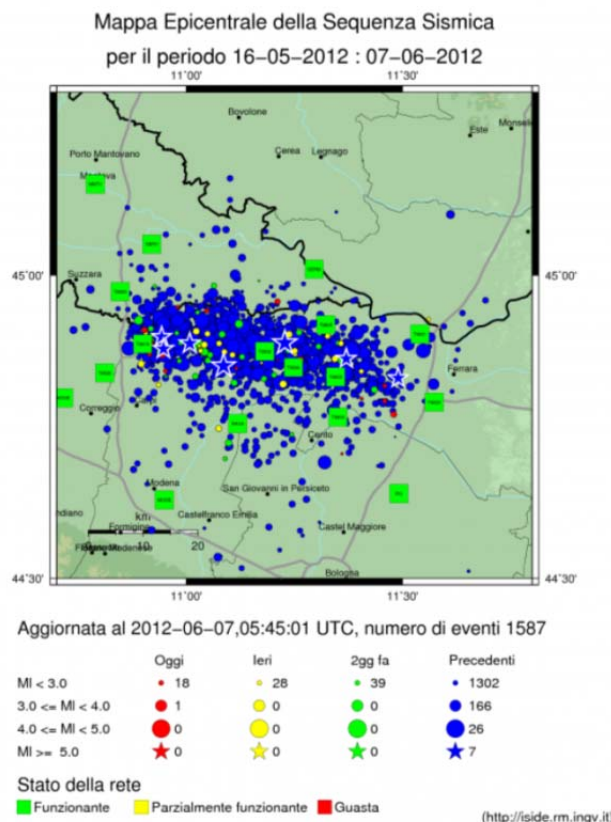 Mappa Epicentrale della Sequenza Sismica
per il periodo 16−05−2012 : 07−06−2012
11˚00' 11˚30'
Bovolone
Este
Cerea Legnago
Porto Mantovano
Mantova
45˚00' 45˚00'
Suzzara
Ferrara
Correggio
Cento
Modena
San Giovanni in Persiceto
Castelfranco Emilia
km
Formigine
Castel Maggiore
0 10 20
Bologna
44˚30' 44˚30'
11˚00' 11˚30'
Aggiornata al 2012−06−07,05:45:01 UTC, numero di eventi 1587
Oggi Ieri 2gg fa Precedenti
Ml < 3.0 18 28 39 1302
3.0 <= Ml < 4.0 1 0 0 166
4.0 <= Ml < 5.0 0 0 0 26
Ml >= 5.0 0 0 0 7
Stato della rete
Funzionante Parzialmente funzionante Guasta
(http://iside.rm.ingv.it)